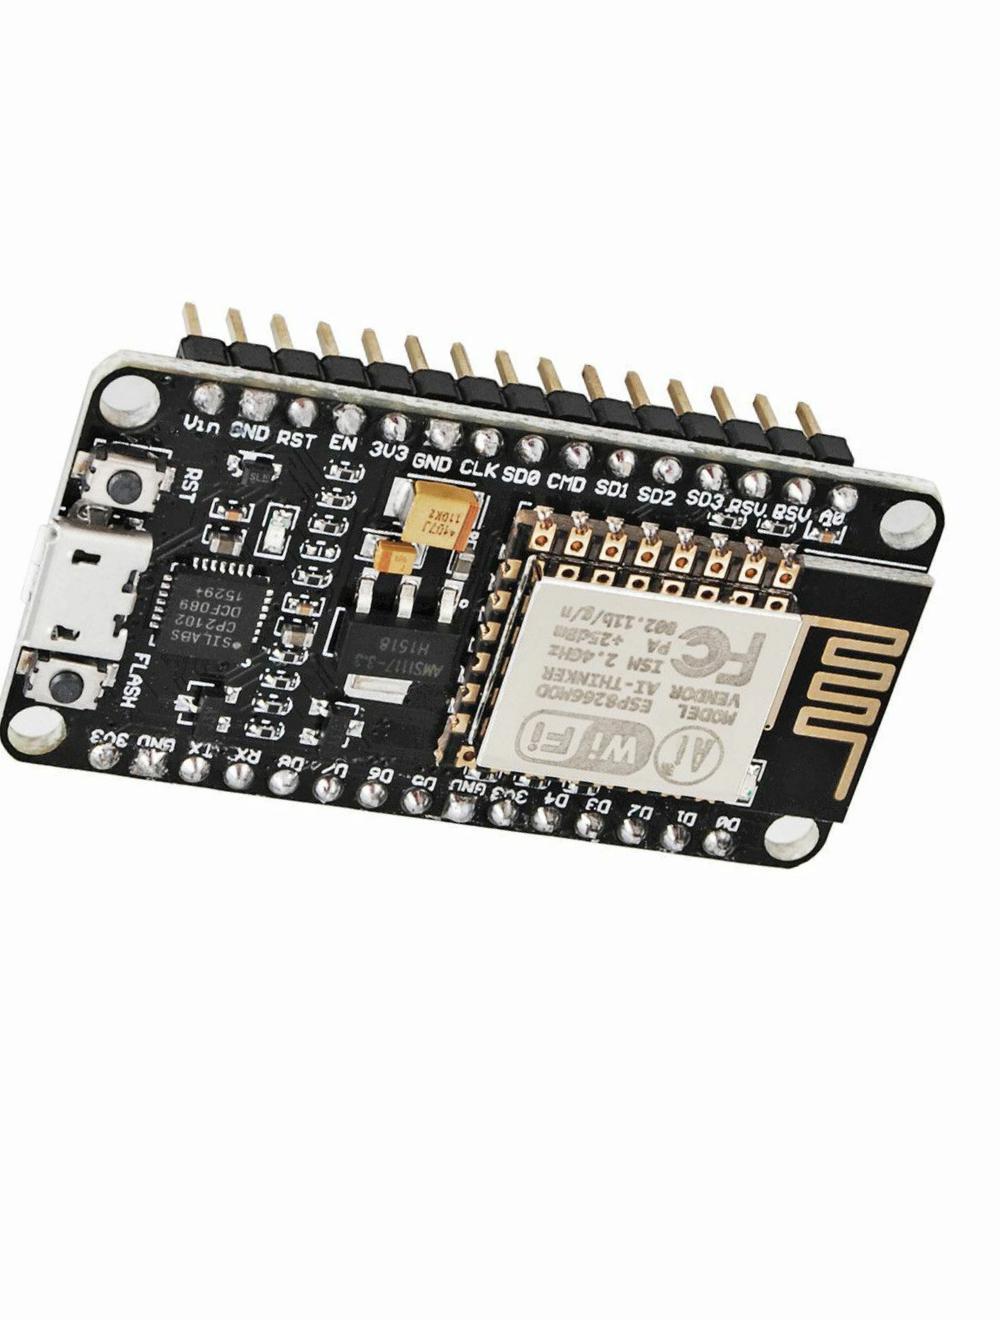 Vin GND RST EN 3V3 GND CLK SD0 CMD SD1 SD2 SD3 RSV RSV A0
RST
FLASH
SILABS
CP2102
DCF089
1529+
107J
110X2
AMS1117-3.3
H1518
MODEL
ESP8266MOD
VENDOR
AI-THINKER
ISM 2.4GHz
PA +25dBm
802.11b/g/n
FC
Ai
WiFi
3V3 GND TX RX D8 D7 D6 D5 GND 3V3 D4 D3 D2 D1 D0